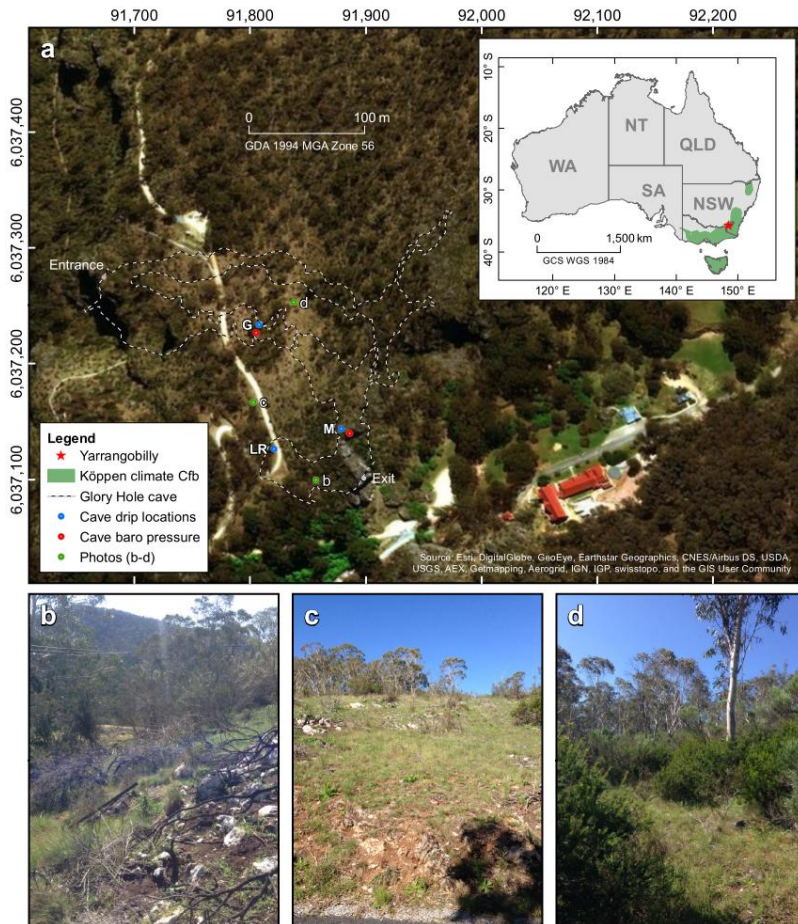 91,700 91,800 91,900 92,000 92,100 92,200
a
6,037,400
6,037,300
6,037,200
6,037,100
0 100 m
GDA 1994 MGA Zone 56
10° S
20° S
30° S
40° S
WA
NT
QLD
SA
NSW
0 1,500 km
GCS WGS 1984
120° E 130° E 140° E 150° E
Entrance
d
G
c
M
LR
b
Exit
Legend
Yarrangobilly
Köppen climate Cfb
Glory Hole cave
Cave drip locations
Cave baro pressure
Photos (b-d)
Source: Esri, DigitalGlobe, GeoEye, Earthstar Geographics, CNES/Airbus DS, USDA,
USGS, AEX, Getmapping, Aerogrid, IGN, IGP, swisstopo, and the GIS User Community
b
c
d